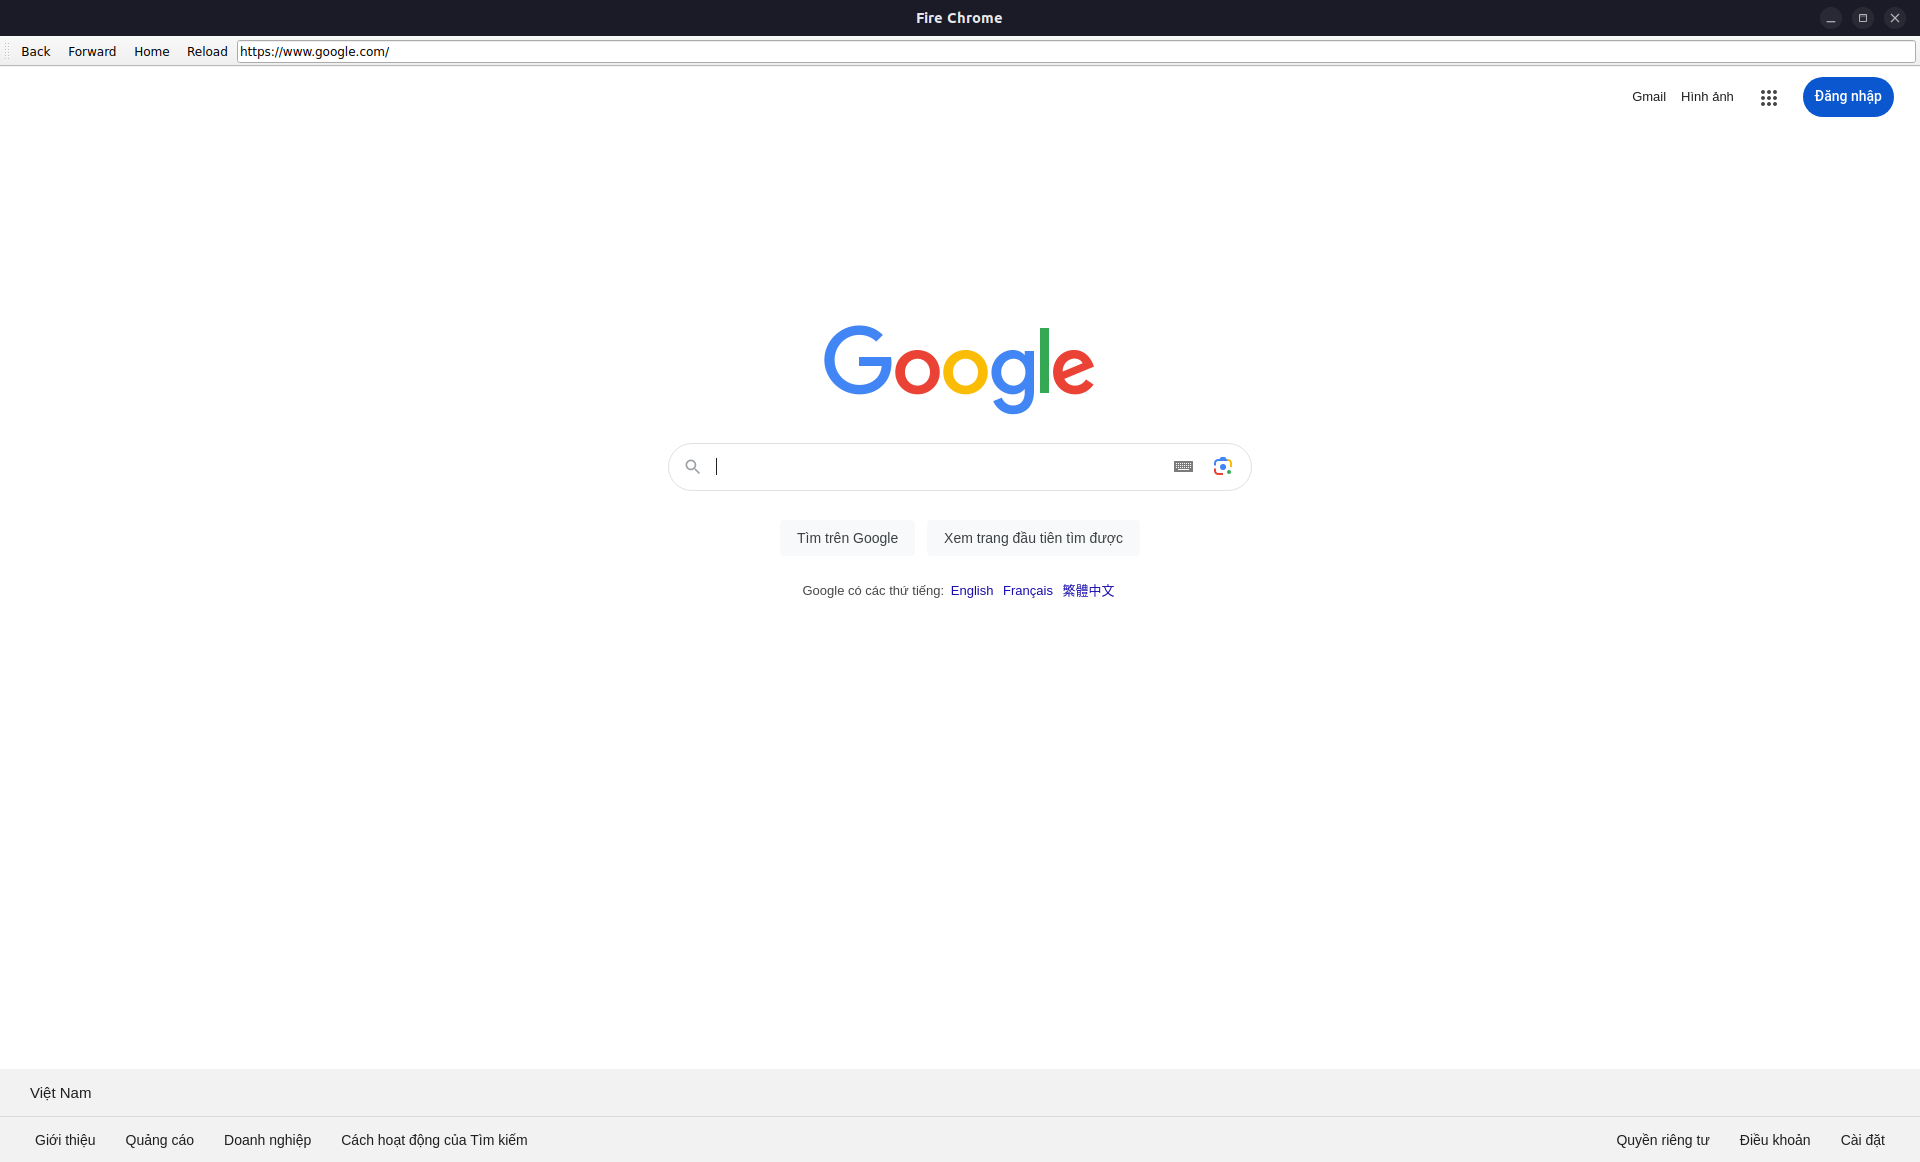 Fire Chrome
Back Forward Home Reload https://www.google.com/
Gmail Hình ảnh Đăng nhập
Google
Tìm trên Google Xem trang đầu tiên tìm được
Google có các thứ tiếng: English Français 繁體中文
Việt Nam
Giới thiệu Quảng cáo Doanh nghiệp Cách hoạt động của Tìm kiếm Quyền riêng tư Điều khoản Cài đặt